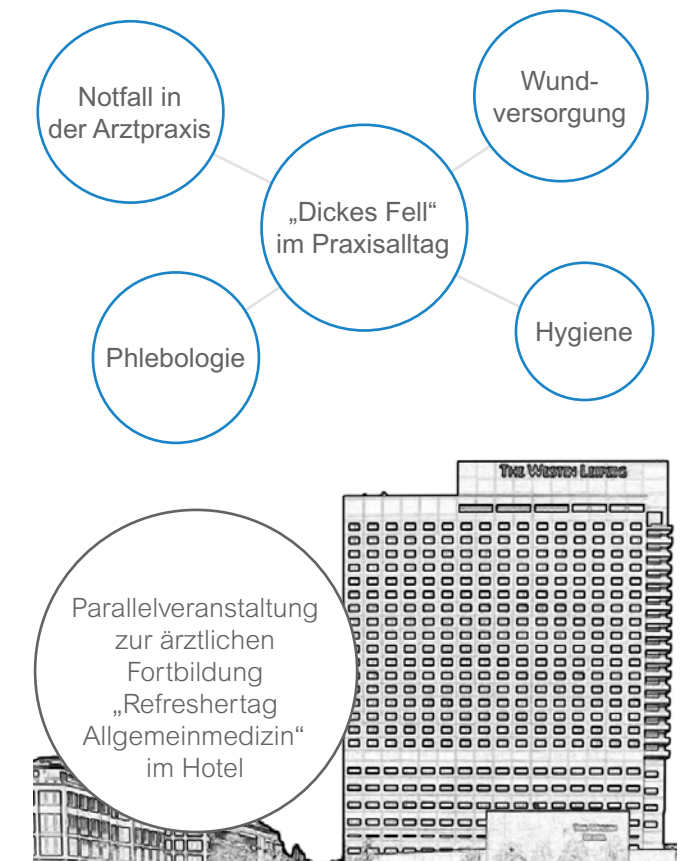 Notfall in
der Arztpraxis
Wund-
versorgung
„Dickes Fell“
im Praxisalltag
Phlebologie
Hygiene
THE WESTIN LEIPZIG
Parallelveranstaltung
zur ärztlichen
Fortbildung
„Refreshertag
Allgemeinmedizin“
im Hotel